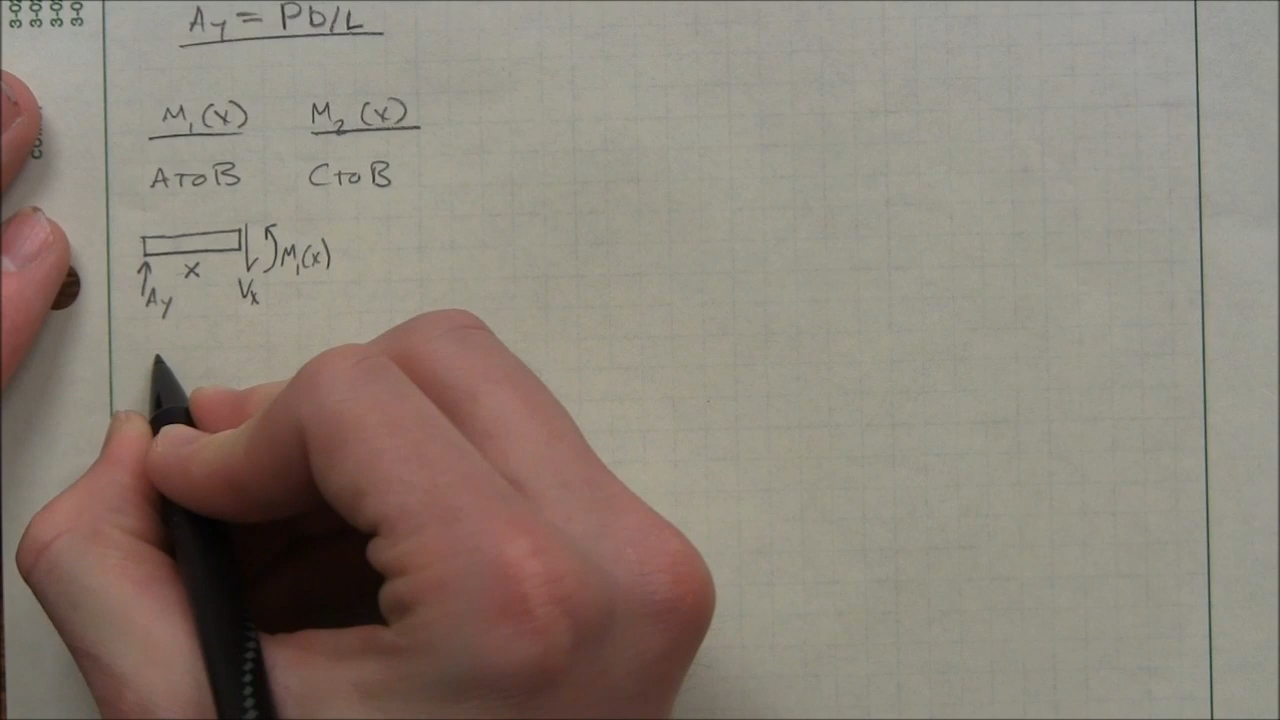 Ay = Pb/L
M₁(x) M₂(x)
A to B C to B
M₁(x)
x
Ay Vx